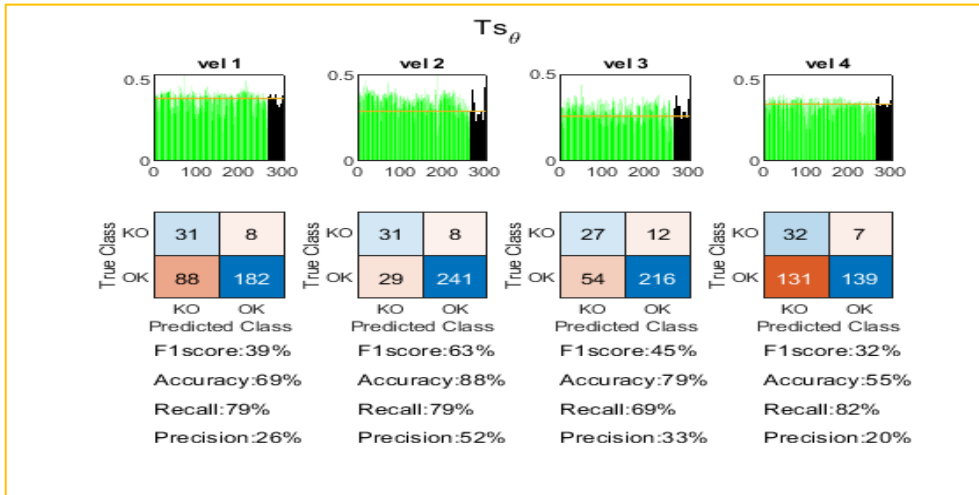 Ts_θ
vel 1 vel 2 vel 3 vel 4
0.5 0.5 0.5 0.5
0 0 0 0
0 100 200 300 0 100 200 300 0 100 200 300 0 100 200 300
True Class KO 31 8 True Class KO 31 8 True Class KO 27 12 True Class KO 32 7
OK 88 182 OK 29 241 OK 54 216 OK 131 139
KO OK KO OK KO OK KO OK
Predicted Class Predicted Class Predicted Class Predicted Class
F1score:39% F1score:63% F1score:45% F1score:32%
Accuracy:69% Accuracy:88% Accuracy:79% Accuracy:55%
Recall:79% Recall:79% Recall:69% Recall:82%
Precision:26% Precision:52% Precision:33% Precision:20%